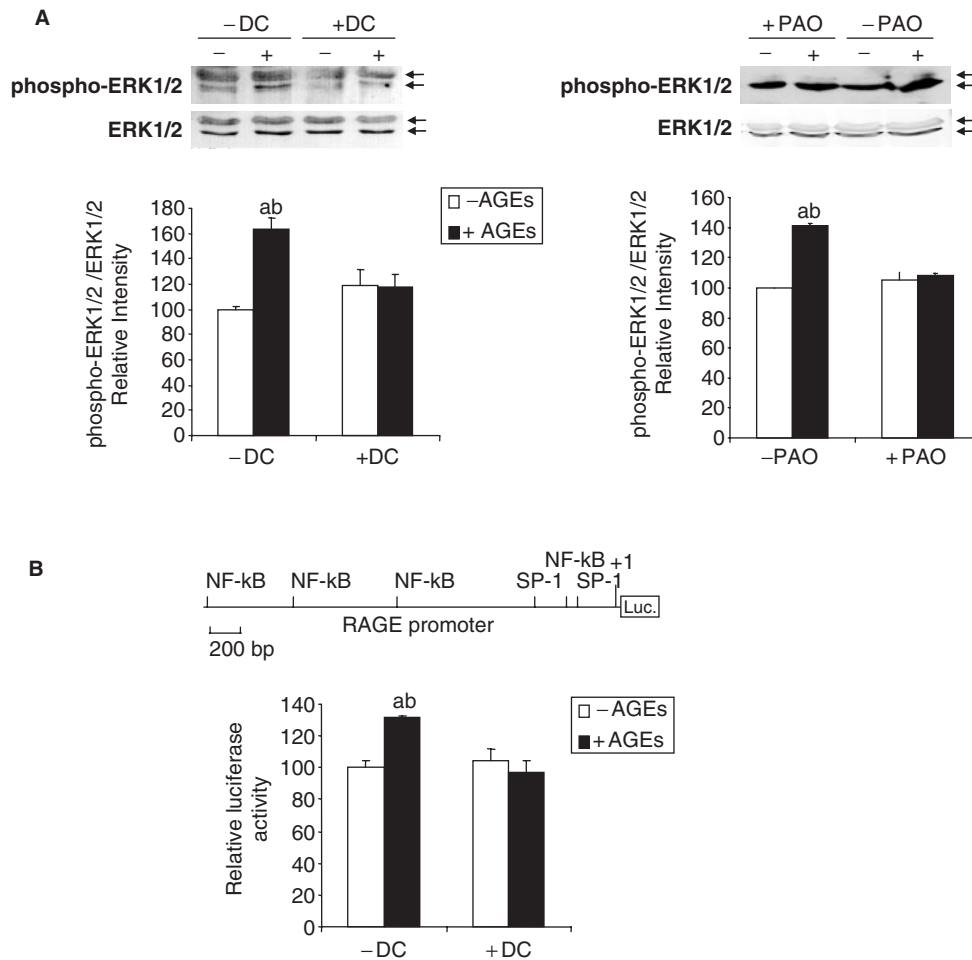 A
–DC +DC
– + – +
phospho-ERK1/2
ERK1/2
phospho-ERK1/2 /ERK1/2
Relative Intensity
180
160
140
120
100
80
60
40
20
0
ab
–DC +DC
–AGEs
+ AGEs
+PAO –PAO
– + – +
phospho-ERK1/2
ERK1/2
phospho-ERK1/2 /ERK1/2
Relative Intensity
160
140
120
100
80
60
40
20
0
ab
–PAO +PAO
B
NF-kB +1
NF-kB NF-kB NF-kB SP-1 SP-1
Luc.
RAGE promoter
200 bp
Relative luciferase
activity
140
120
100
80
60
40
20
0
ab
–DC +DC
–AGEs
+AGEs